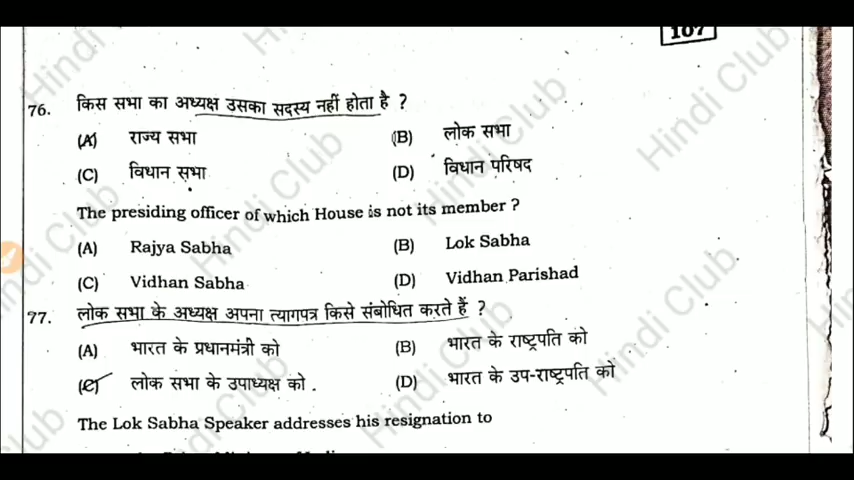 107
76. किस सभा का अध्यक्ष उसका सदस्य नहीं होता है ?
(A) राज्य सभा (B) लोक सभा
(C) विधान सभा (D) विधान परिषद
The presiding officer of which House is not its member ?
(A) Rajya Sabha (B) Lok Sabha
(C) Vidhan Sabha (D) Vidhan Parishad
77. लोक सभा के अध्यक्ष अपना त्यागपत्र किसे संबोधित करते हैं ?
(A) भारत के प्रधानमंत्री को (B) भारत के राष्ट्रपति को
(C) लोक सभा के उपाध्यक्ष को . (D) भारत के उप-राष्ट्रपति को
The Lok Sabha Speaker addresses his resignation to
Hindi Club